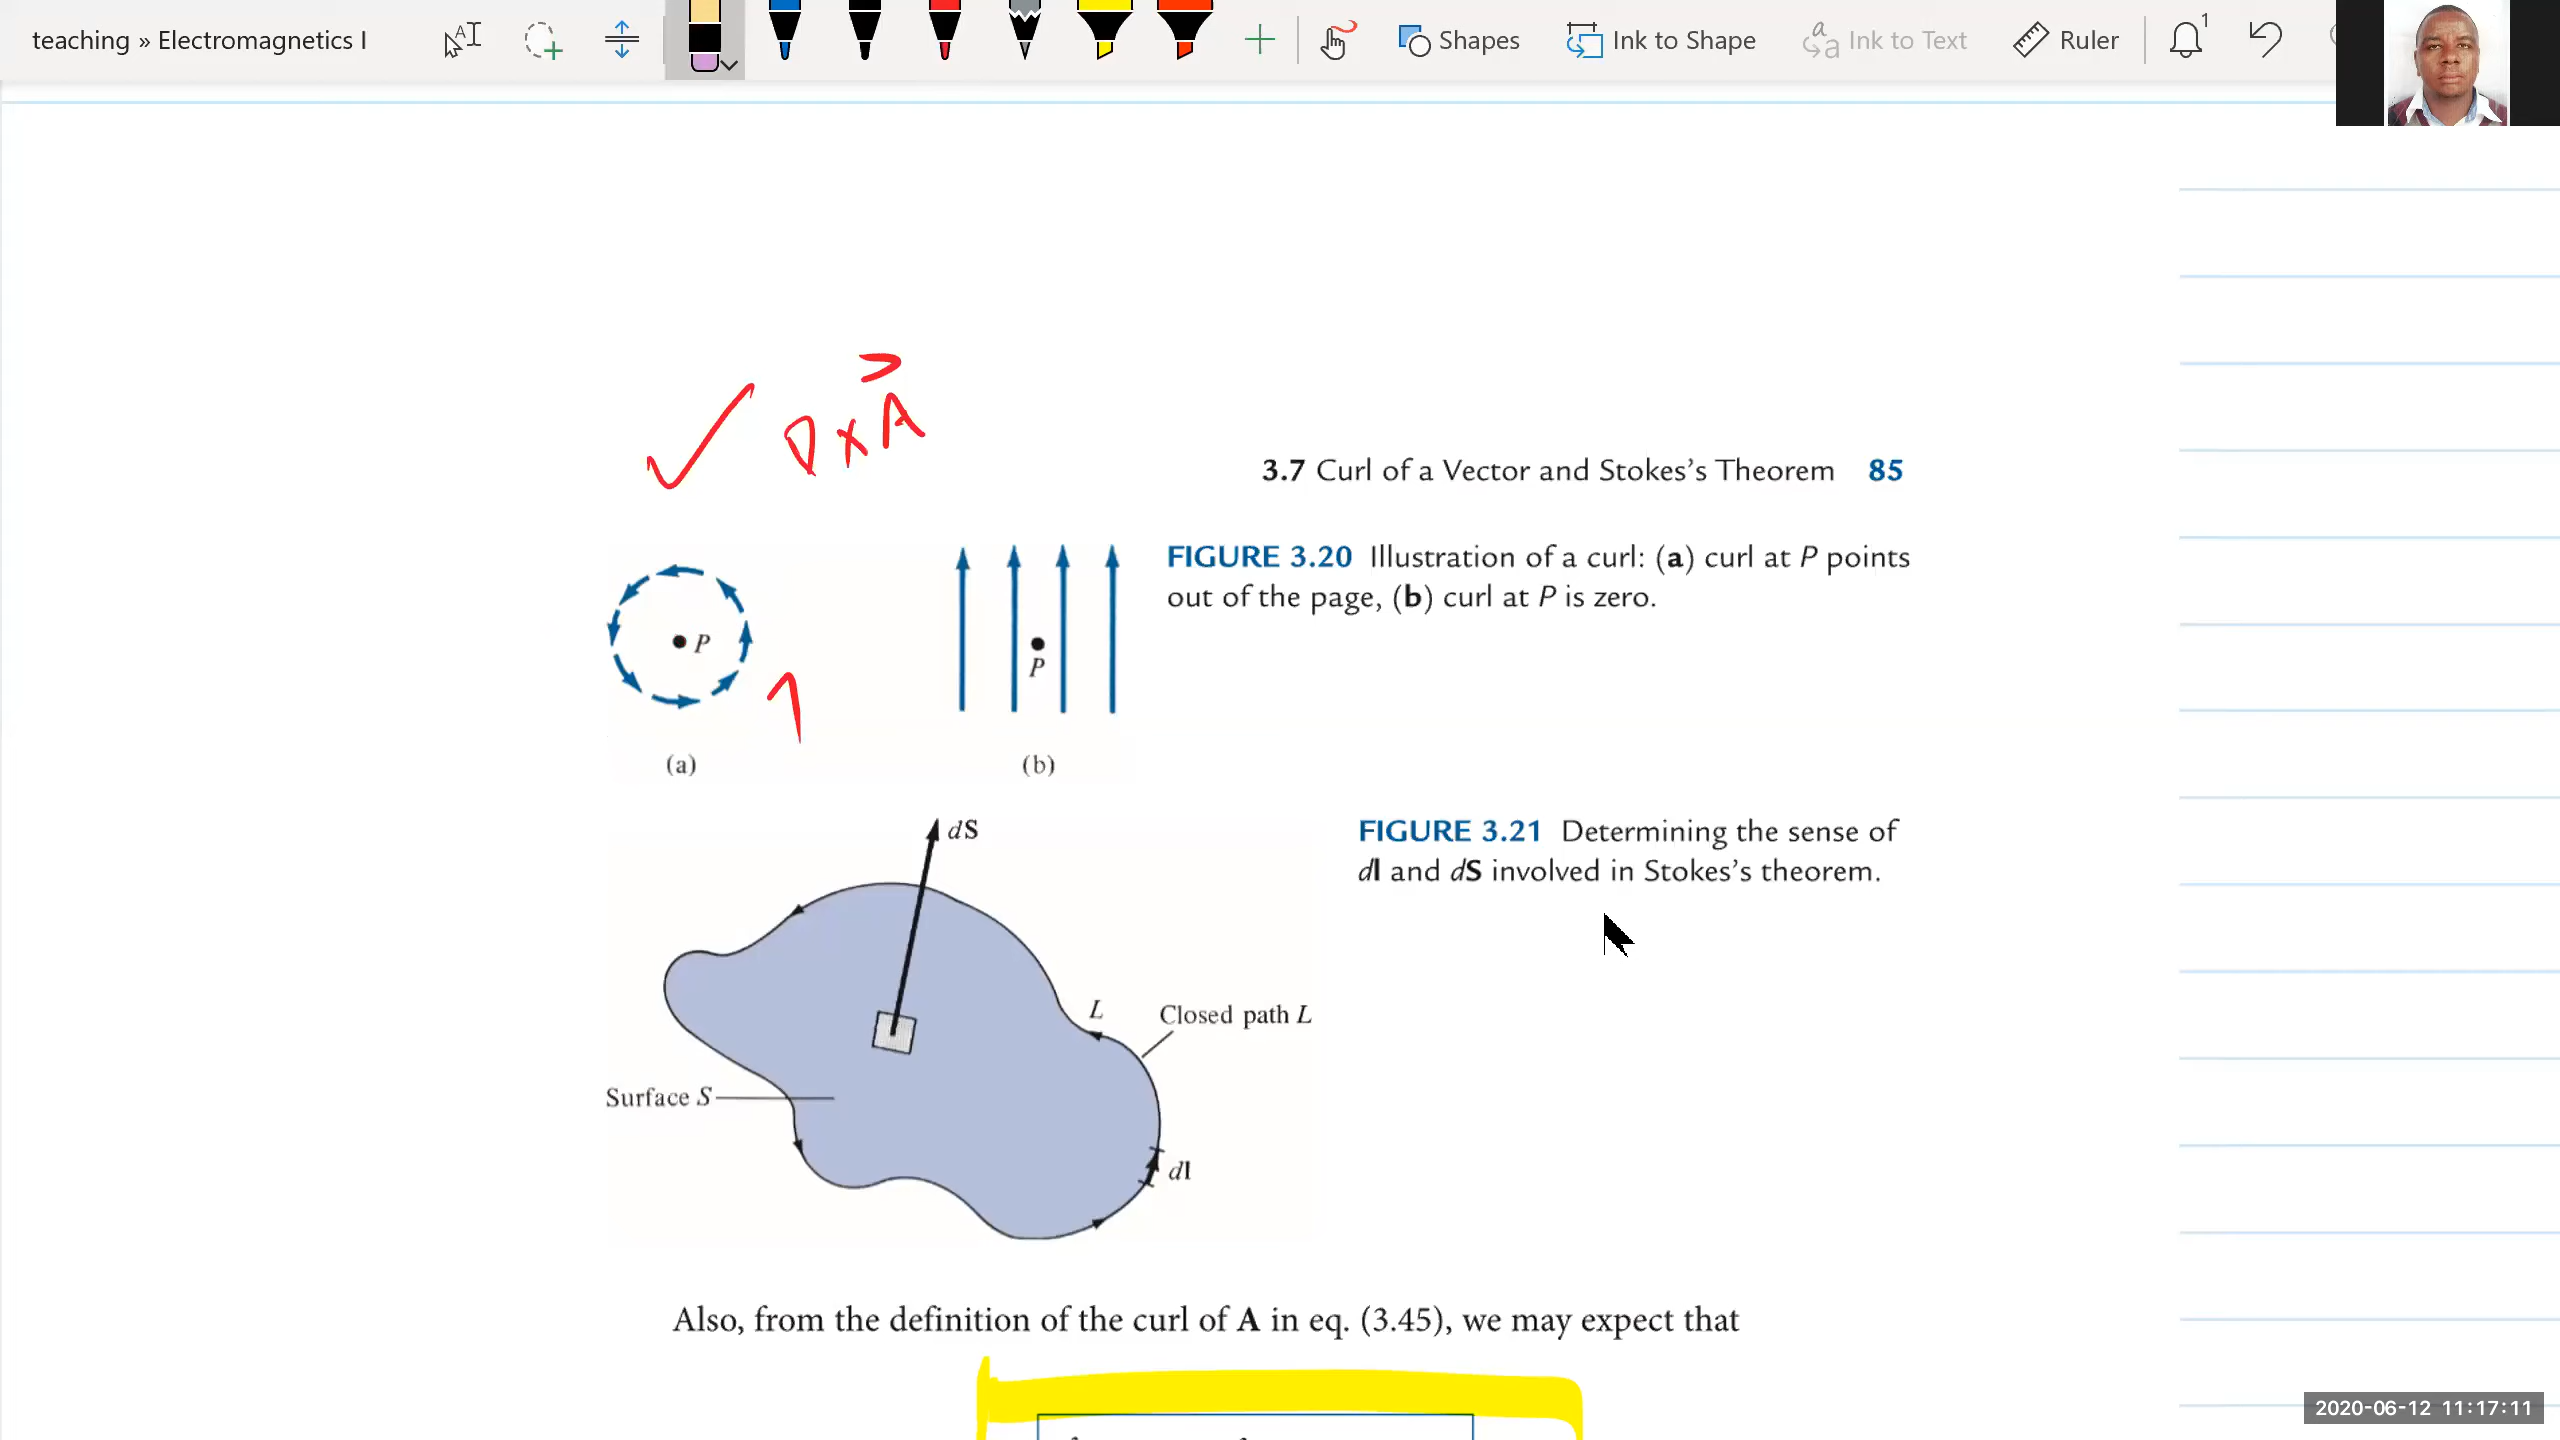 teaching » Electromagnetics I
Shapes
Ink to Shape
Ink to Text
Ruler
1
∇ × A
3.7 Curl of a Vector and Stokes's Theorem 85
FIGURE 3.20 Illustration of a curl: (a) curl at P points
out of the page, (b) curl at P is zero.
P
P
(a)
(b)
dS
FIGURE 3.21 Determining the sense of
dl and dS involved in Stokes's theorem.
L
Closed path L
Surface S
dl
Also, from the definition of the curl of A in eq. (3.45), we may expect that
2020-06-12 11:17:11